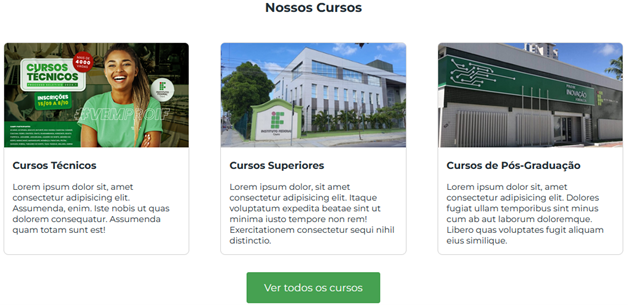 Nossos Cursos
CURSOS
TÉCNICOS
MAIS DE
4000
INSCRIÇÕES
#VEMPROIF
INSTITUTO FEDERAL
INOVAÇÃO
Cursos Técnicos
Lorem ipsum dolor sit, amet
consectetur adipisicing elit.
Assumenda, enim. Iste nobis ut quas
dolorem consequatur. Assumenda
quam totam sunt est!
Cursos Superiores
Lorem ipsum dolor sit, amet
consectetur adipisicing elit. Itaque
voluptatum expedita beatae sint ut
minima iusto tempore non rem!
Exercitationem consectetur sequi nihil
distinctio.
Cursos de Pós-Graduação
Lorem ipsum dolor sit, amet
consectetur adipisicing elit. Dolores
fugiat ullam temporibus sint minus
cum ab aut laborum doloremque.
Libero quas voluptates fugit aliquam
eius similique.
Ver todos os cursos